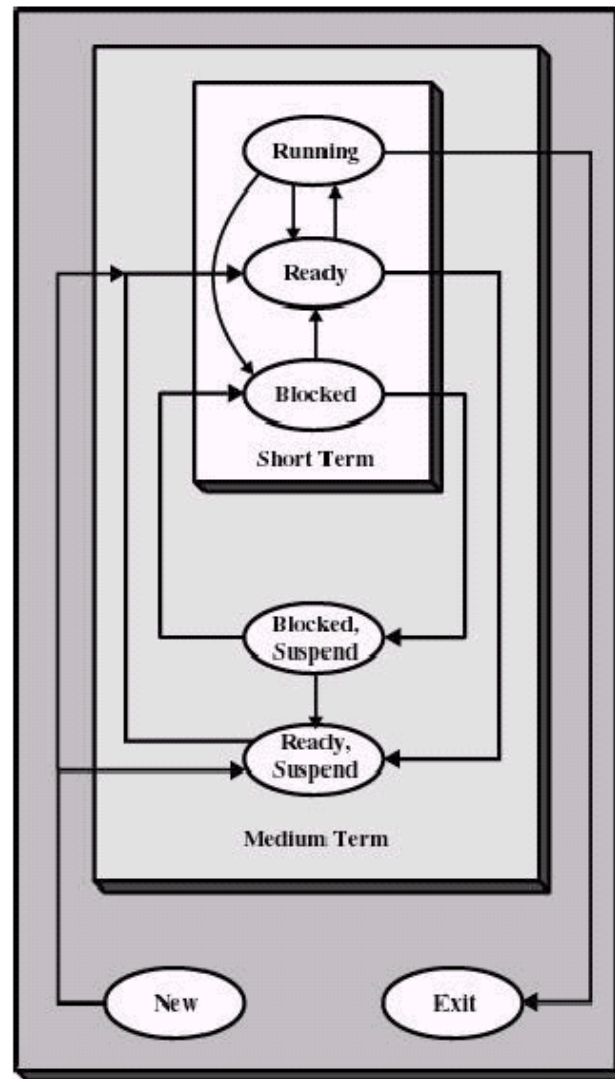 Running
Ready
Blocked
Short Term
Blocked,
Suspend
Ready,
Suspend
Medium Term
New
Exit